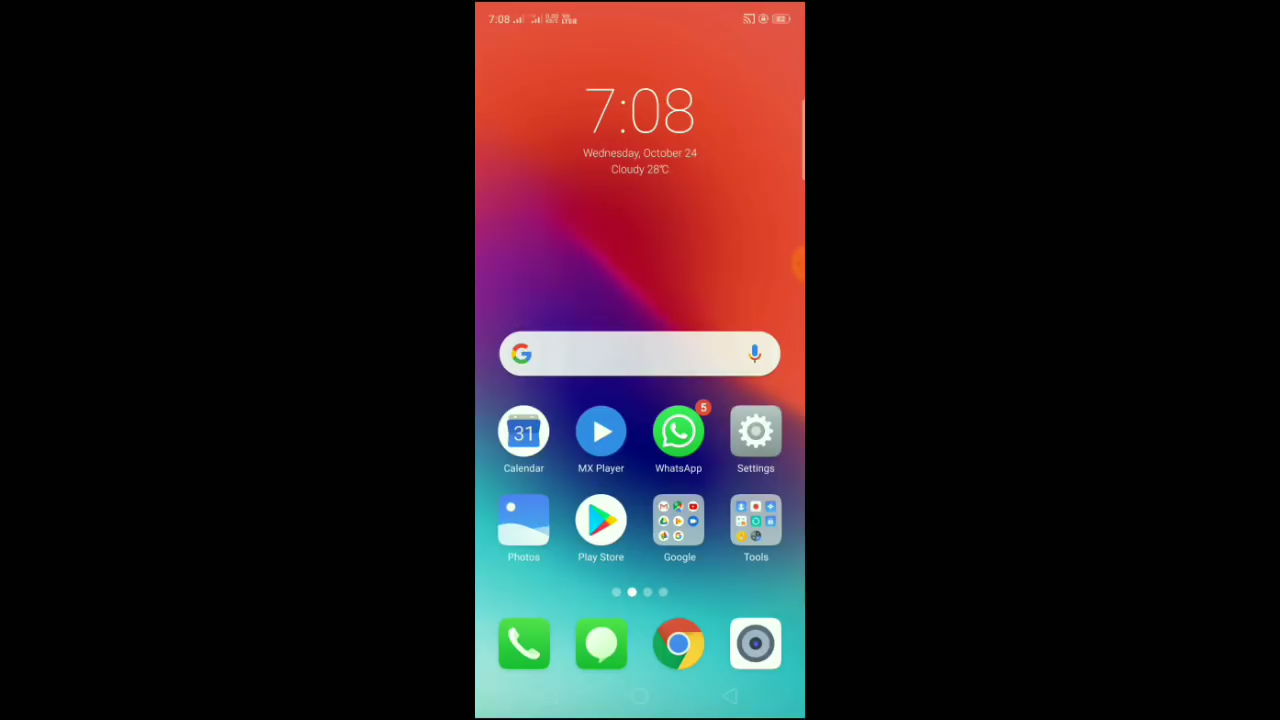 7:08
7:08
Wednesday, October 24
Cloudy 28℃
5
31
Calendar
MX Player
WhatsApp
Settings
Photos
Play Store
Google
Tools